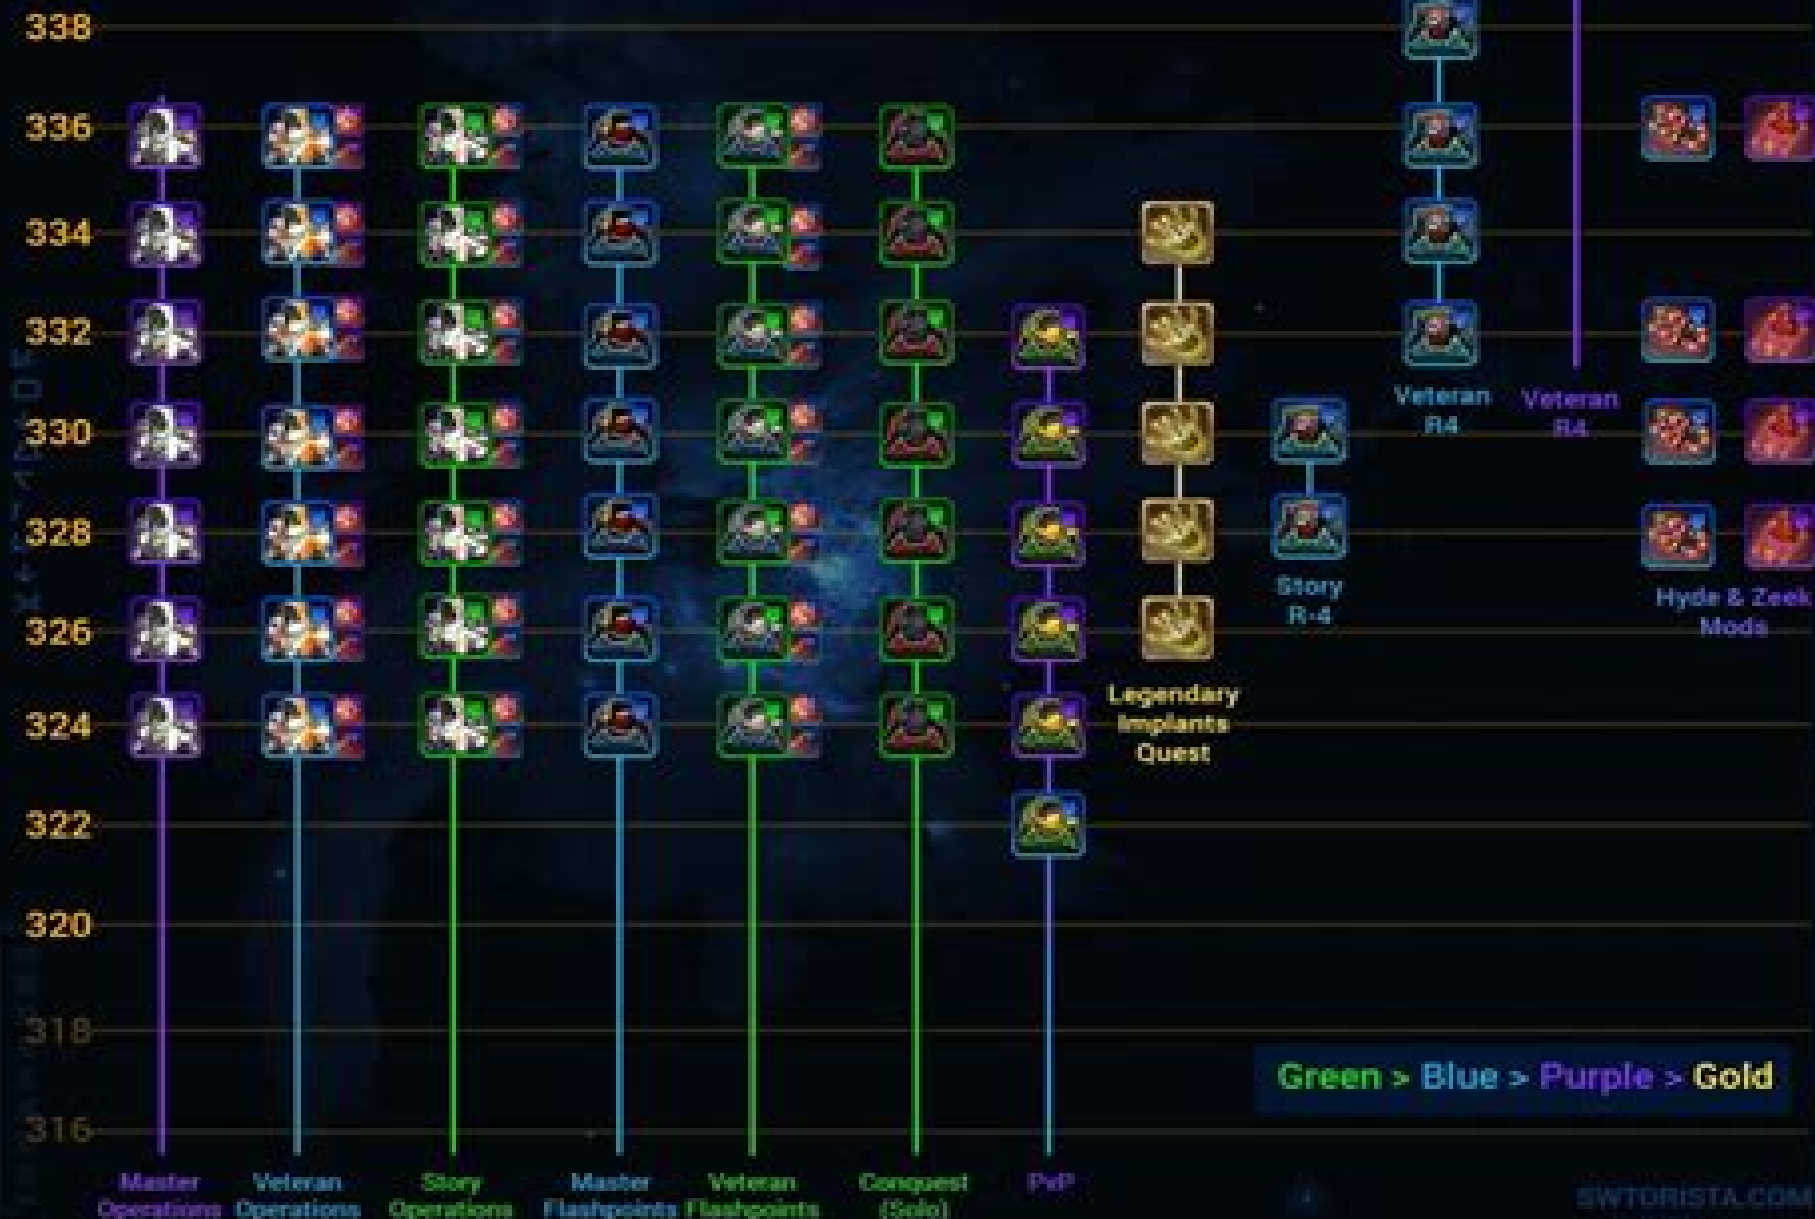 338
336
334
332
Veteran
R4
Veteran
R4
330
328
Story
R-4
Hyde & Zeek
Mods
326
Legendary
Implants
Quest
324
322
320
318
Green > Blue > Purple > Gold
316
Master
Operations
Veteran
Operations
Story
Operations
Master
Flashpoints
Veteran
Flashpoints
Conquest
(Solo)
PvP
SWTORISTA.COM